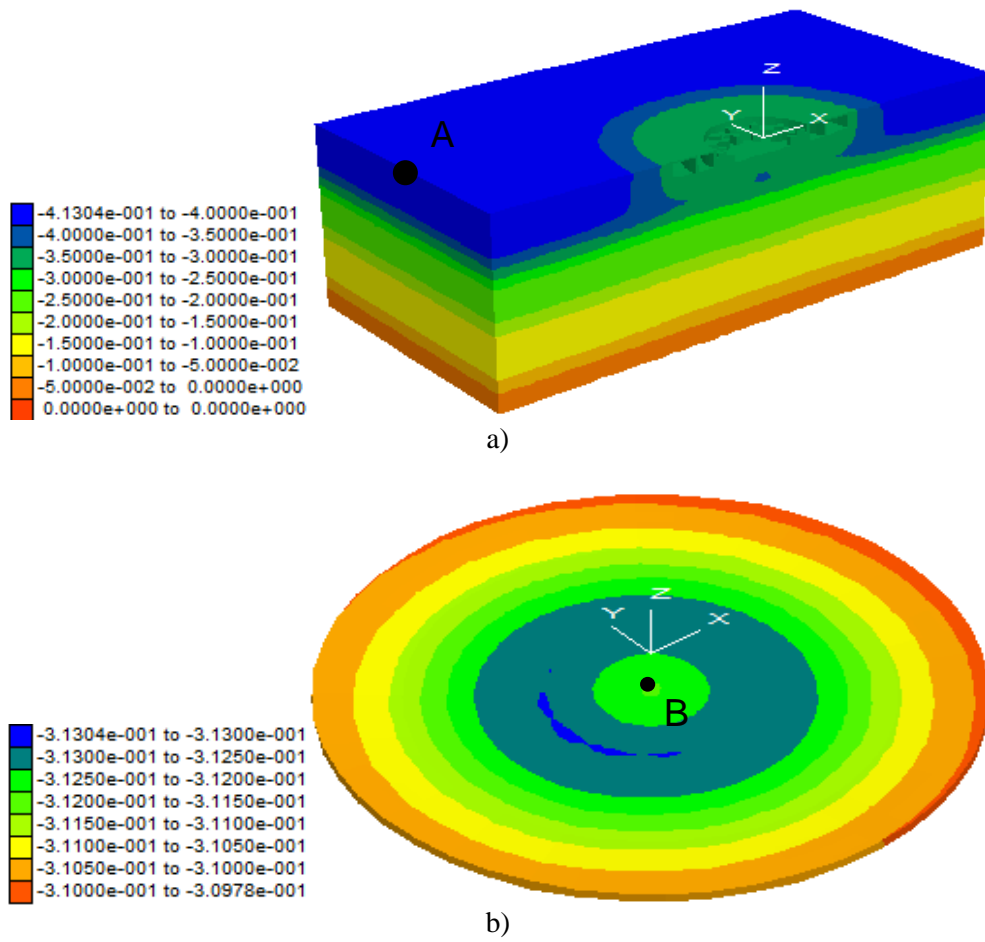 Z
Y
X
A
-4.1304e-001 to -4.0000e-001
-4.0000e-001 to -3.5000e-001
-3.5000e-001 to -3.0000e-001
-3.0000e-001 to -2.5000e-001
-2.5000e-001 to -2.0000e-001
-2.0000e-001 to -1.5000e-001
-1.5000e-001 to -1.0000e-001
-1.0000e-001 to -5.0000e-002
-5.0000e-002 to 0.0000e+000
0.0000e+000 to 0.0000e+000
a)
Z
Y
X
B
-3.1304e-001 to -3.1300e-001
-3.1300e-001 to -3.1250e-001
-3.1250e-001 to -3.1200e-001
-3.1200e-001 to -3.1150e-001
-3.1150e-001 to -3.1100e-001
-3.1100e-001 to -3.1050e-001
-3.1050e-001 to -3.1000e-001
-3.1000e-001 to -3.0978e-001
b)